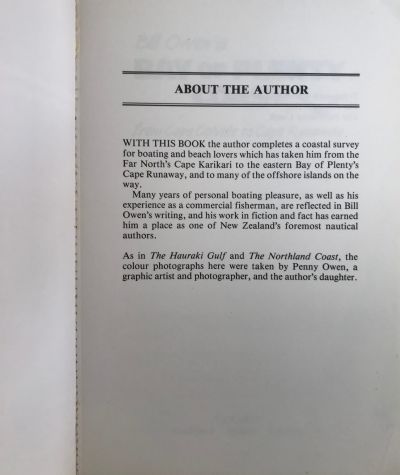 ABOUT THE AUTHOR
WITH THIS BOOK the author completes a coastal survey
for boating and beach lovers which has taken him from the
Far North's Cape Karikari to the eastern Bay of Plenty's
Cape Runaway, and to many of the offshore islands on the
way.
Many years of personal boating pleasure, as well as his
experience as a commercial fisherman, are reflected in Bill
Owen's writing, and his work in fiction and fact has earned
him a place as one of New Zealand's foremost nautical
authors.
As in The Hauraki Gulf and The Northland Coast, the
colour photographs here were taken by Penny Owen, a
graphic artist and photographer, and the author's daughter.